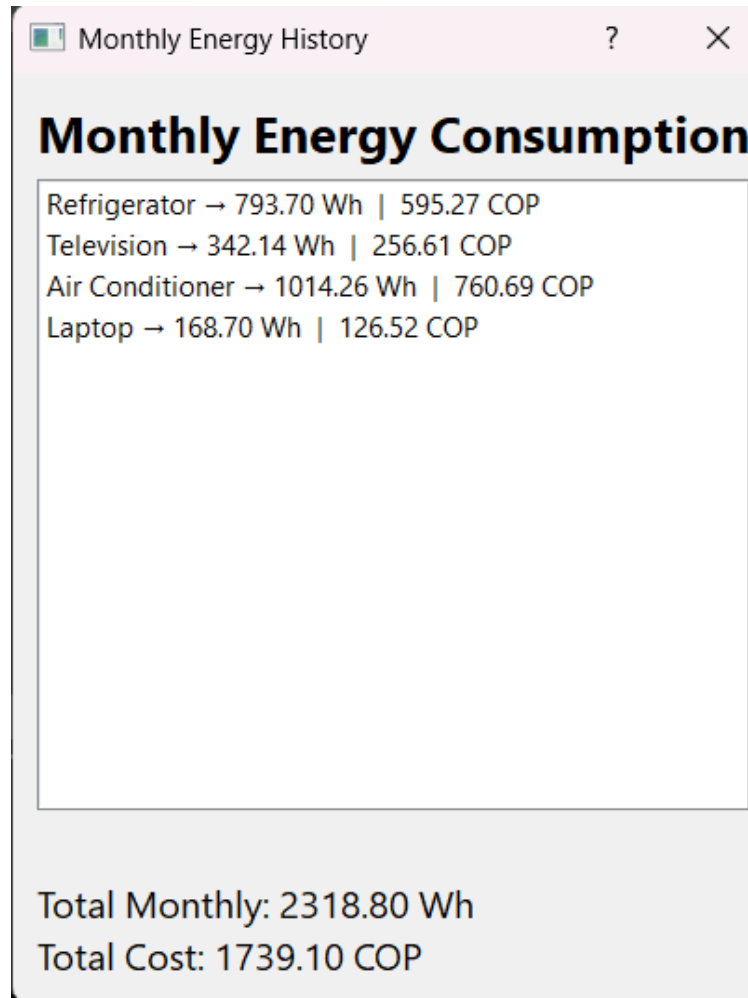 Monthly Energy History ?
Monthly Energy Consumption
Refrigerator → 793.70 Wh | 595.27 COP
Television → 342.14 Wh | 256.61 COP
Air Conditioner → 1014.26 Wh | 760.69 COP
Laptop → 168.70 Wh | 126.52 COP
Total Monthly: 2318.80 Wh
Total Cost: 1739.10 COP